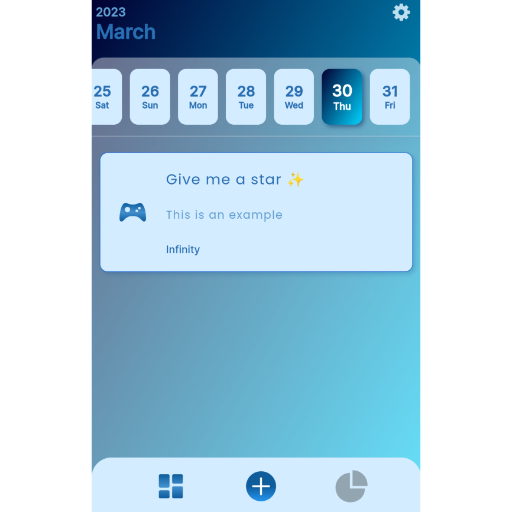 2023
March
25 26 27 28 29 30 31
Sat Sun Mon Tue Wed Thu Fri
Give me a star ✨
This is an example
Infinity